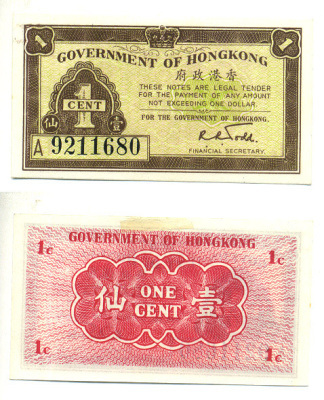 1 1
GOVERNMENT OF HONGKONG
府政港香
THESE NOTES ARE LEGAL TENDER
FOR THE PAYMENT OF ANY AMOUNT
NOT EXCEEDING ONE DOLLAR.
FOR THE GOVERNMENT OF HONGKONG.
1
CENT
仙 壹
A 9211680
R. R. Todd.
FINANCIAL SECRETARY.
GOVERNMENT OF HONGKONG
1c 1c
仙 ONE 壹
CENT
1c 1c